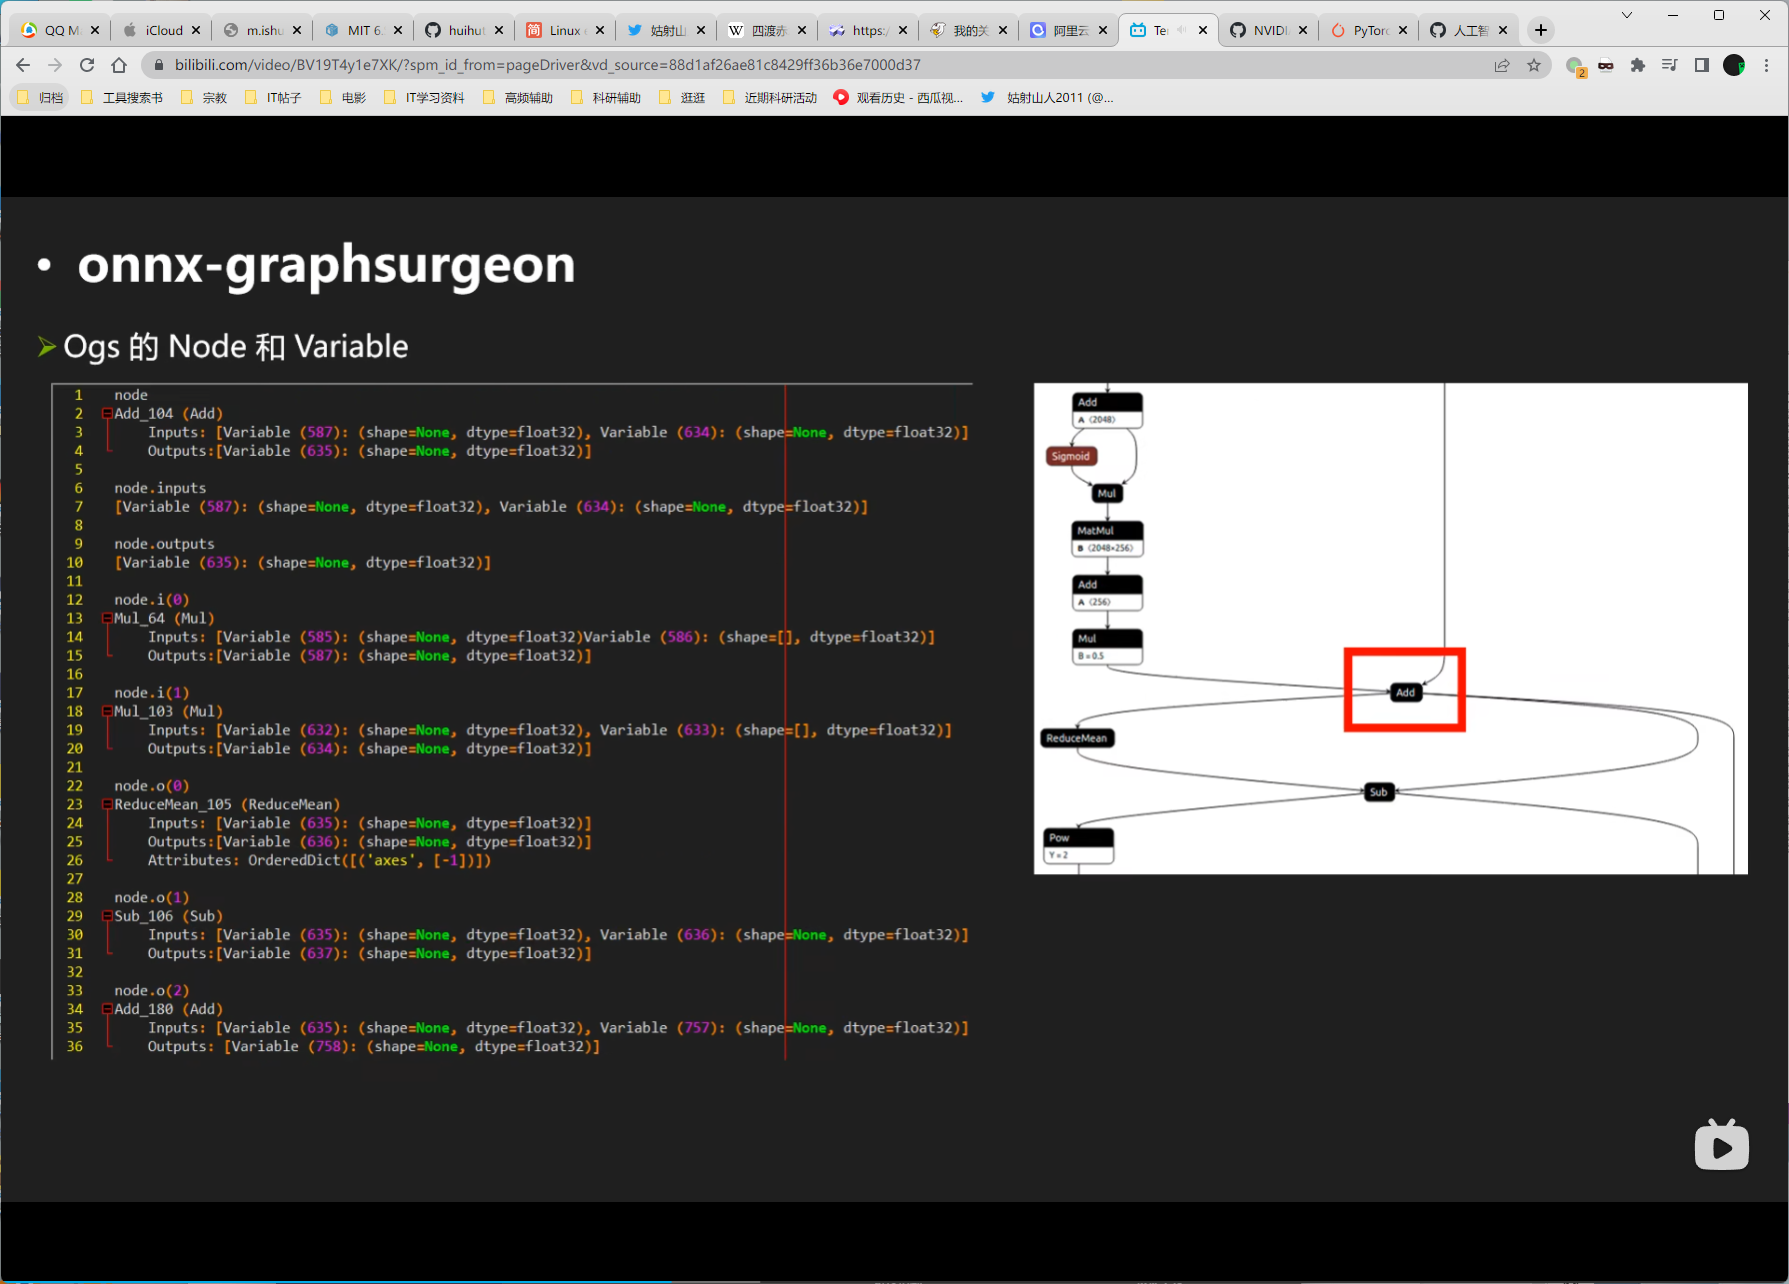 QQ M
iCloud
m.ishu
MIT 6.
huihut
简
Linux
姑射山
W
四渡赤
https:/
我的关
阿里云
Te
NVIDI
PyTorc
人工智
bilibili.com/video/BV19T4y1e7XK/?spm_id_from=pageDriver&vd_source=88d1af26ae81c8429ff36b36e7000d37
2
归档
工具搜索书
宗教
IT帖子
电影
IT学习资料
高频辅助
科研辅助
逛逛
近期科研活动
观看历史 - 西瓜视...
姑射山人2011 (@...
• onnx-graphsurgeon
➢ Ogs 的 Node 和 Variable
1 node
2 Add_104 (Add)
3 Inputs: [Variable (587): (shape=None, dtype=float32), Variable (634): (shape=None, dtype=float32)]
4 Outputs:[Variable (635): (shape=None, dtype=float32)]
5
6 node.inputs
7 [Variable (587): (shape=None, dtype=float32), Variable (634): (shape=None, dtype=float32)]
8
9 node.outputs
10 [Variable (635): (shape=None, dtype=float32)]
11
12 node.i(0)
13 Mul_64 (Mul)
14 Inputs: [Variable (585): (shape=None, dtype=float32)Variable (586): (shape=[], dtype=float32)]
15 Outputs:[Variable (587): (shape=None, dtype=float32)]
16
17 node.i(1)
18 Mul_103 (Mul)
19 Inputs: [Variable (632): (shape=None, dtype=float32), Variable (633): (shape=[], dtype=float32)]
20 Outputs:[Variable (634): (shape=None, dtype=float32)]
21
22 node.o(0)
23 ReduceMean_105 (ReduceMean)
24 Inputs: [Variable (635): (shape=None, dtype=float32)]
25 Outputs:[Variable (636): (shape=None, dtype=float32)]
26 Attributes: OrderedDict([('axes', [-1])])
27
28 node.o(1)
29 Sub_106 (Sub)
30 Inputs: [Variable (635): (shape=None, dtype=float32), Variable (636): (shape=None, dtype=float32)]
31 Outputs:[Variable (637): (shape=None, dtype=float32)]
32
33 node.o(2)
34 Add_180 (Add)
35 Inputs: [Variable (635): (shape=None, dtype=float32), Variable (757): (shape=None, dtype=float32)]
36 Outputs: [Variable (758): (shape=None, dtype=float32)]
Add
A ⟨2048⟩
Sigmoid
Mul
MatMul
B ⟨2048×256⟩
Add
A ⟨256⟩
Mul
B = 0.5
Add
ReduceMean
Sub
Pow
Y = 2